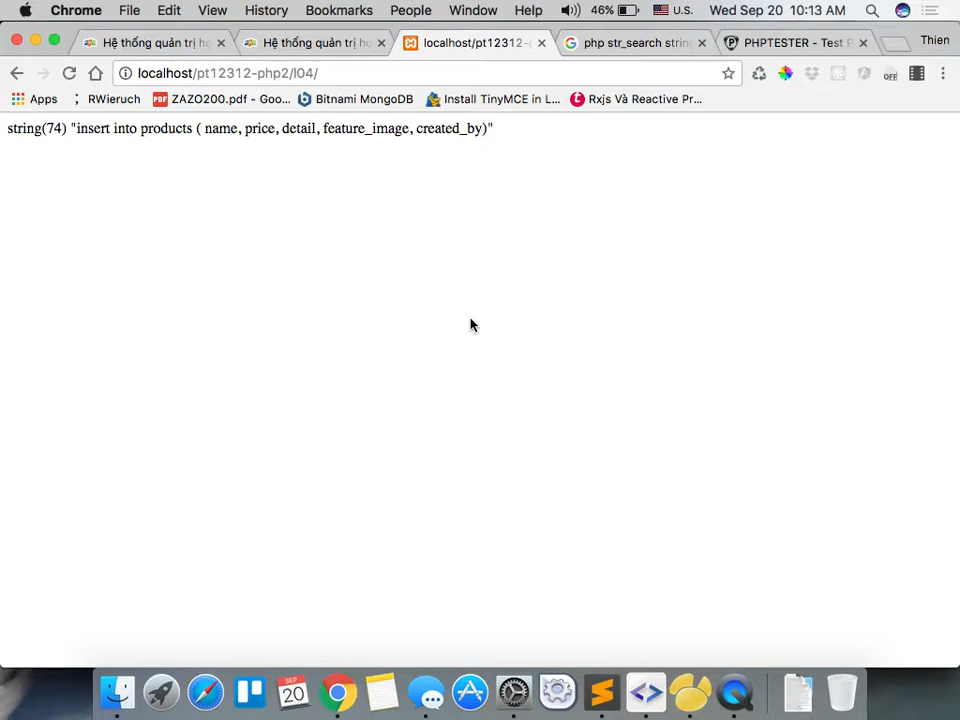 Chrome File Edit View History Bookmarks People Window Help 46% U.S. Wed Sep 20 10:13 AM
Hệ thống quản trị họ Hệ thống quản trị họ localhost/pt12312- php str_search string PHPTESTER - Test P Thien
localhost/pt12312-php2/l04/
Apps RWieruch ZAZO200.pdf - Goo... Bitnami MongoDB Install TinyMCE in L... Rxjs Và Reactive Pr... OFF
string(74) "insert into products ( name, price, detail, feature_image, created_by)"
SEP
20